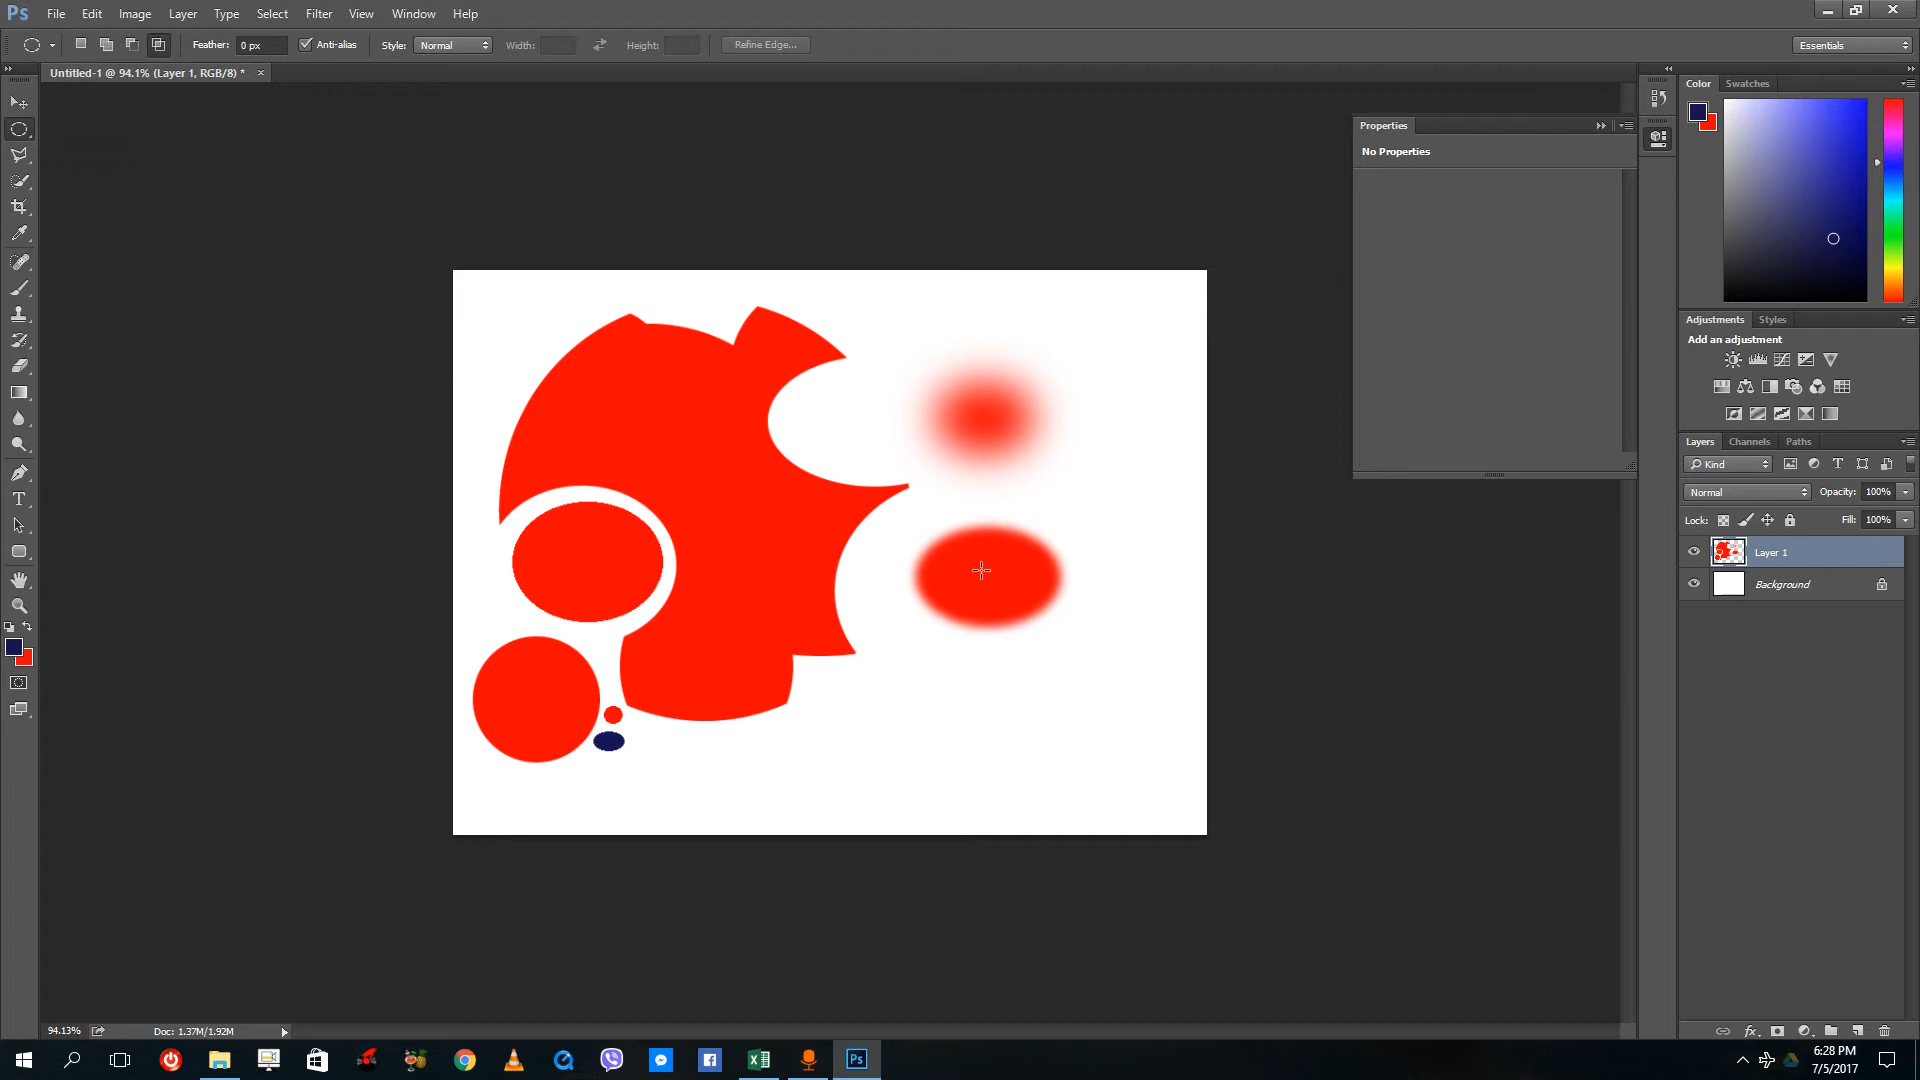 Ps File Edit Image Layer Type Select Filter View Window Help
Feather: 0 px Anti-alias Style: Normal Width: Height: Refine Edge... Essentials
Untitled-1 @ 94.1% (Layer 1, RGB/8) * ×
Color Swatches
Properties
No Properties
Adjustments Styles
Add an adjustment
Layers Channels Paths
Kind
Normal Opacity: 100%
Lock: Fill: 100%
Layer 1
Background
94.13% Doc: 1.37M/1.92M
6:28 PM
7/5/2017